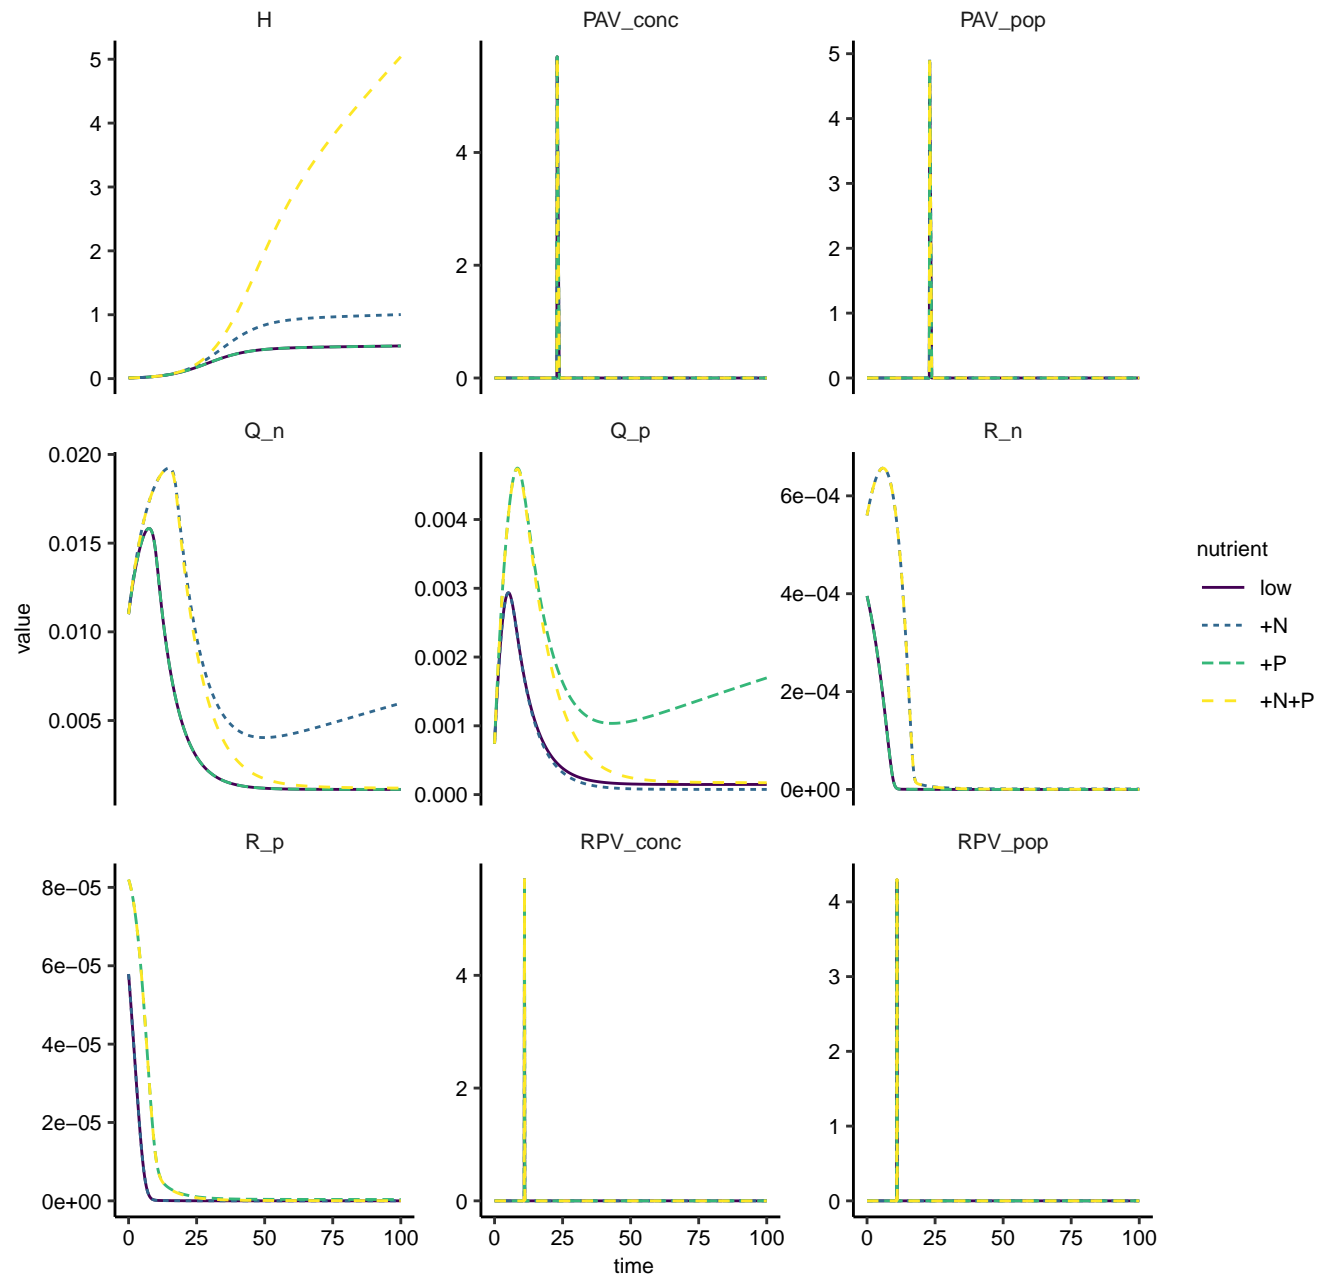 H
PAV_conc
PAV_pop
5
4
3
2
1
0
4
2
0
5
4
3
2
1
0
Q_n
Q_p
R_n
0.020
0.015
0.010
0.005
0.004
0.003
0.002
0.001
0.000
6e−04
4e−04
2e−04
0e+00
value
R_p
RPV_conc
RPV_pop
8e−05
6e−05
4e−05
2e−05
0e+00
4
2
0
4
3
2
1
0
0 25 50 75 100
0 25 50 75 100
0 25 50 75 100
time
nutrient
low
+N
+P
+N+P